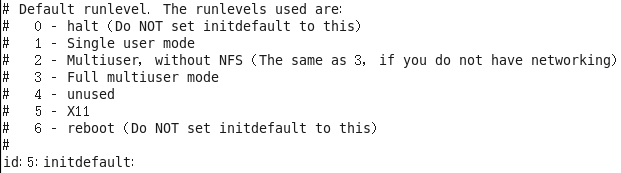 # Default runlevel. The runlevels used are:
#   0 - halt (Do NOT set initdefault to this)
#   1 - Single user mode
#   2 - Multiuser, without NFS (The same as 3, if you do not have networking)
#   3 - Full multiuser mode
#   4 - unused
#   5 - X11
#   6 - reboot (Do NOT set initdefault to this)
#
id:5:initdefault: